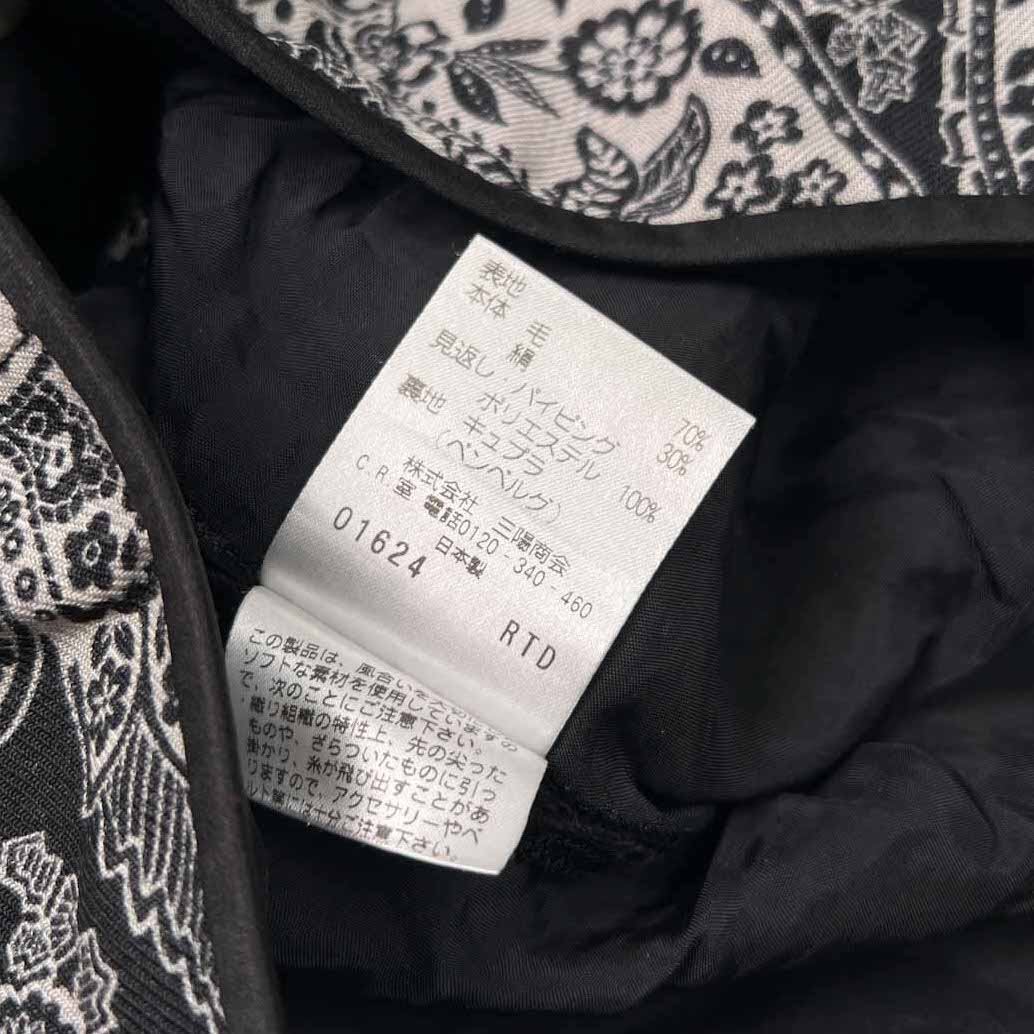 表地
本体 毛 70%
絹 30%
見返し・パイピング
ポリエステル 100%
裏地 キュプラ
(ベンベルグ)
株式会社 三陽商会
C.R.室 電話0120-340-460
01624 日本製
RTD
この製品は、風合いを
ソフトな素材を使用していますの
で、次のことにご注意下さい。
・織り組織の特性上、先の尖った
ものや、ざらついたものに引っ
掛かり、糸が飛び出すことがあ
りますので、アクセサリーやベ
ルト等には十分ご注意下さい。